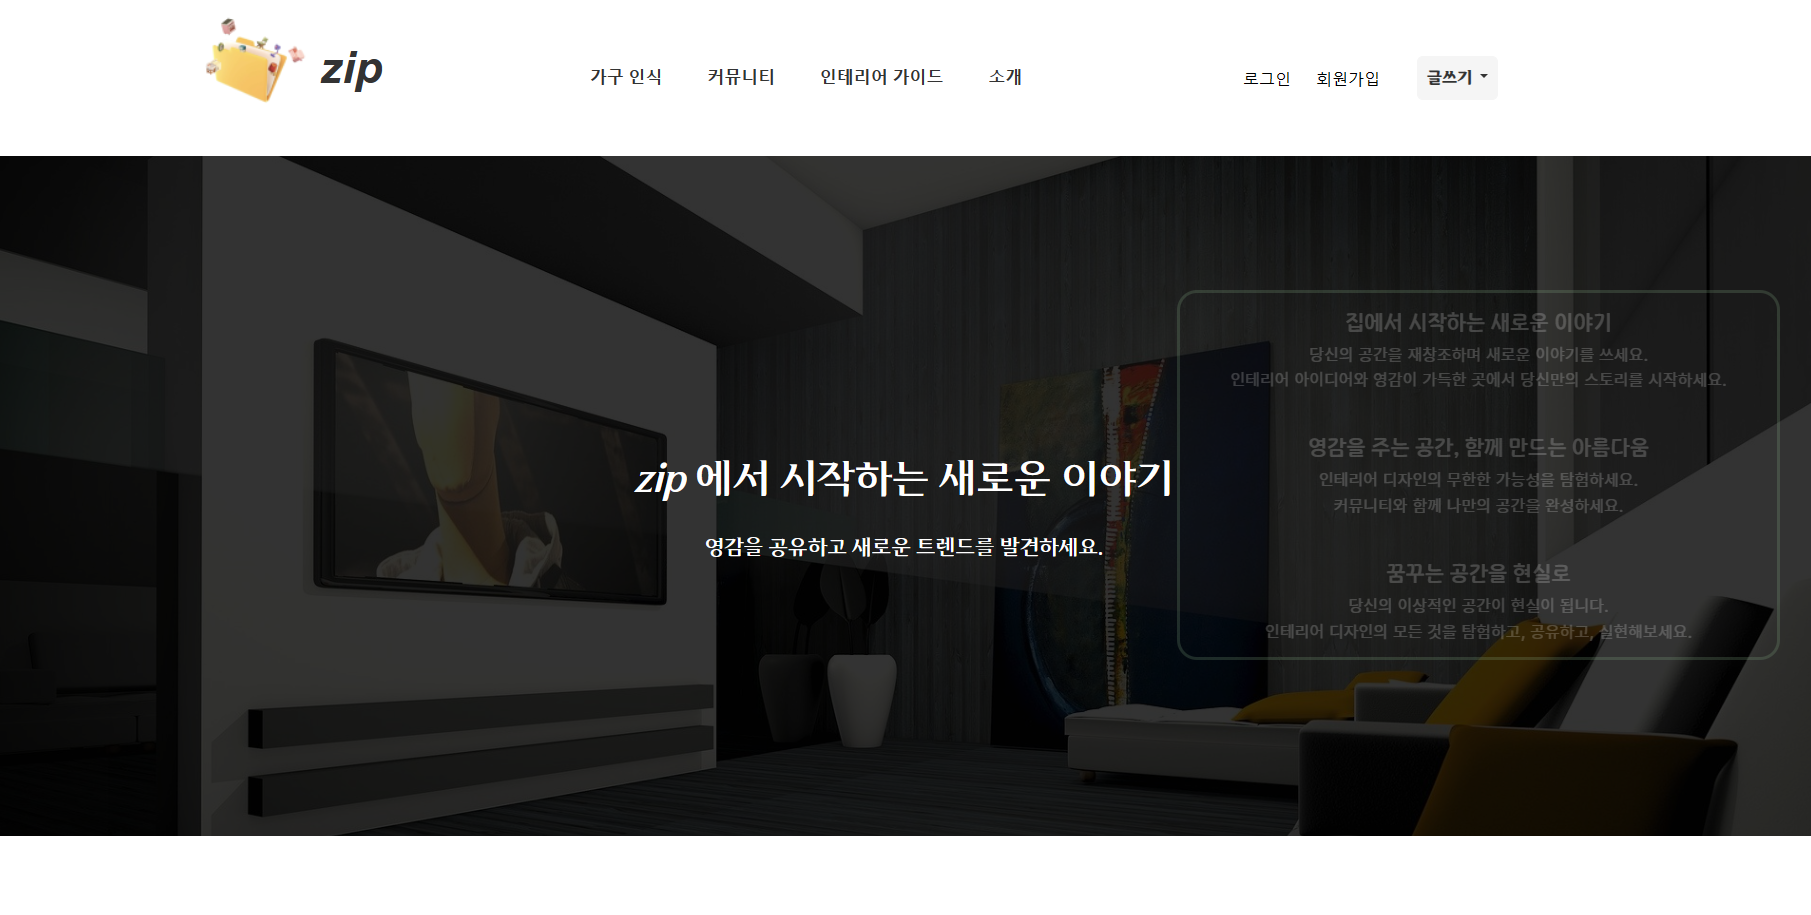 zip
가구 인식
커뮤니티
인테리어 가이드
소개
로그인
회원가입
글쓰기
zip 에서 시작하는 새로운 이야기
영감을 공유하고 새로운 트렌드를 발견하세요.
집에서 시작하는 새로운 이야기
당신의 공간을 재창조하며 새로운 이야기를 쓰세요.
인테리어 아이디어와 영감이 가득한 곳에서 당신만의 스토리를 시작하세요.
영감을 주는 공간, 함께 만드는 아름다움
인테리어 디자인의 무한한 가능성을 탐험하세요.
커뮤니티와 함께 나만의 공간을 완성하세요.
꿈꾸는 공간을 현실로
당신의 이상적인 공간이 현실이 됩니다.
인테리어 디자인의 모든 것을 탐험하고, 공유하고, 실현해보세요.